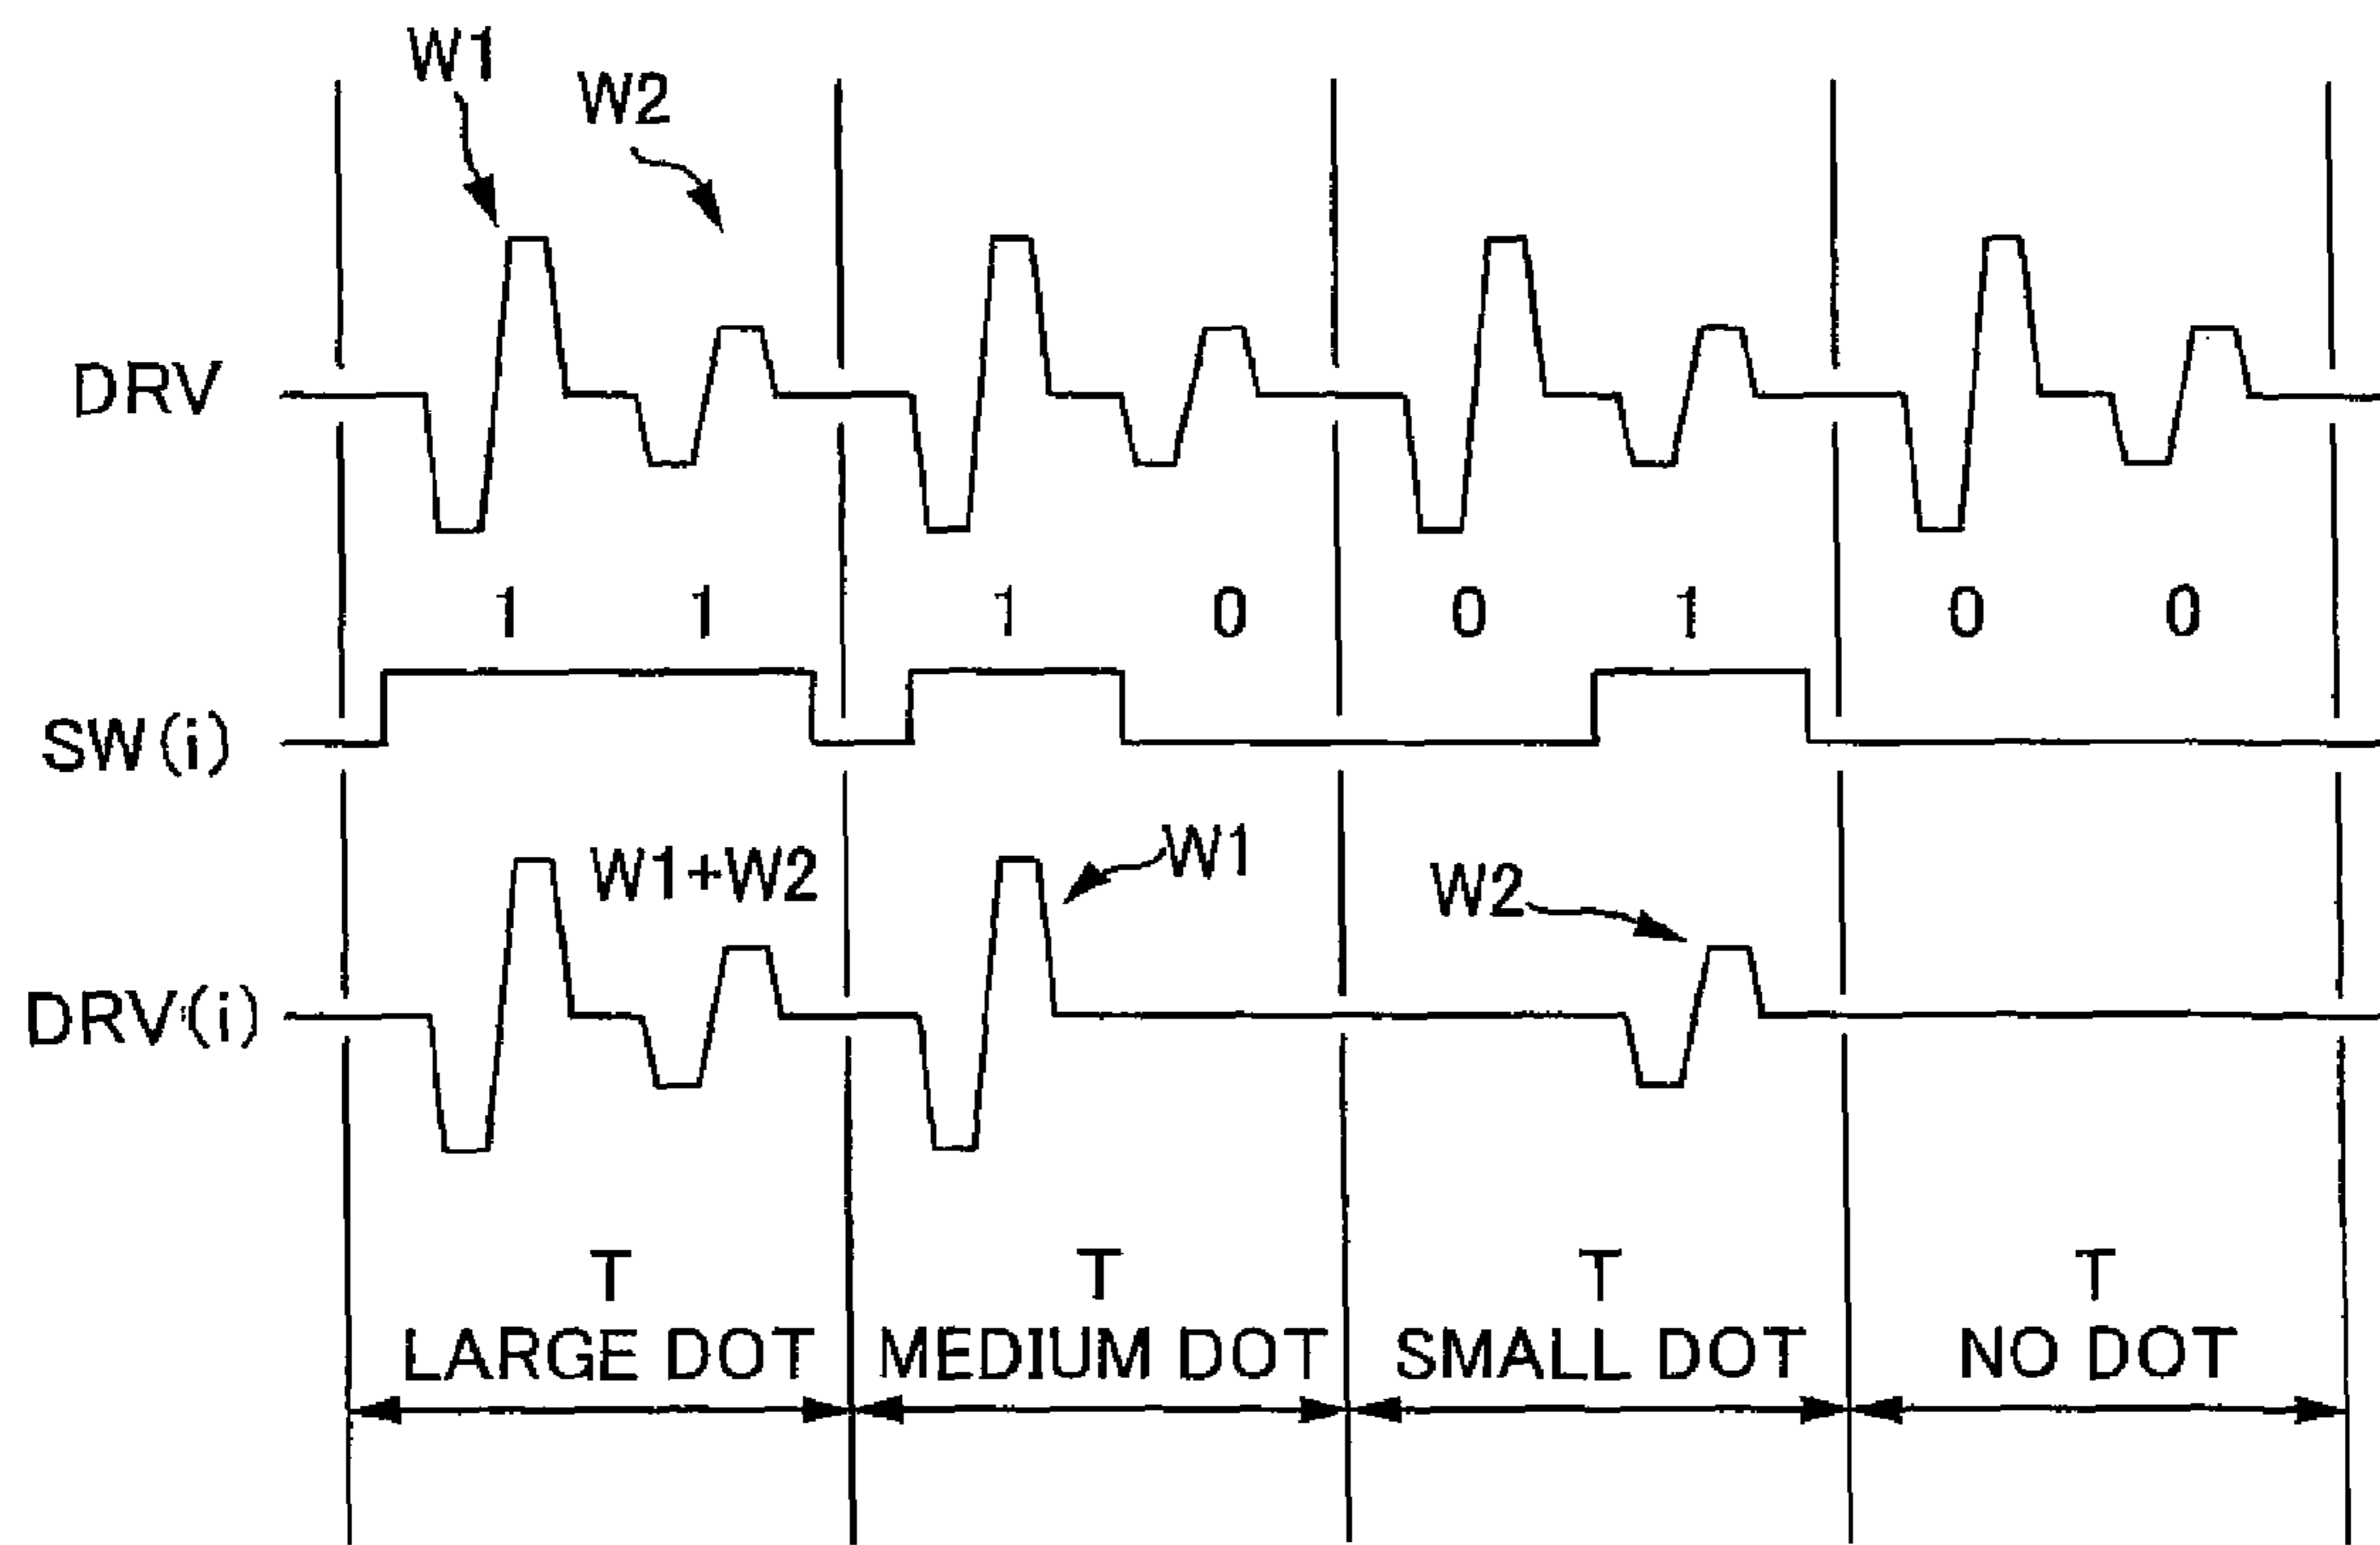 W1
W2
DRV
1 1 1 0 0 1 0 0
SW(i)
W1+W2
W1
W2
DRV(i)
T T T T
LARGE DOT MEDIUM DOT SMALL DOT NO DOT